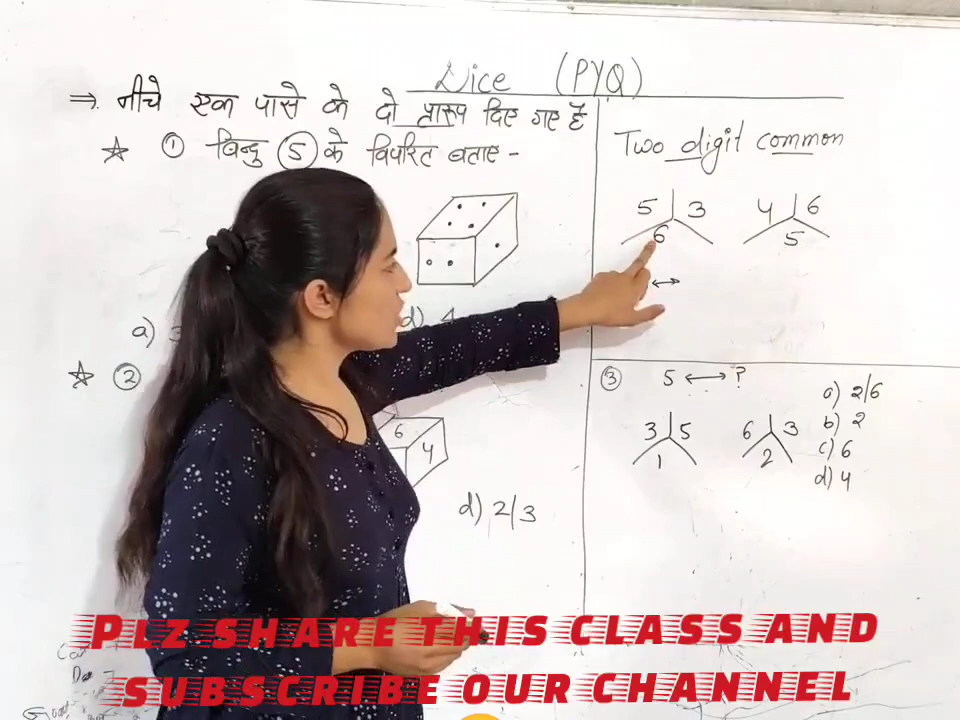 Dice (PYQ)
⇒ नीचे एक पासे के दो प्रारूप दिए गए हैं
☆ ① बिन्दु ⑤ के विपरित बताए -
a) 3
d) 4
☆ ②
6
4
d) 2/3
Two digit common
5 3 6
4 6 5
↔
③ 5 ↔ ?
3 5 1
6 3 2
a) 2/6
b) 2
c) 6
d) 4
PLZ SHARE THIS CLASS AND
SUBSCRIBE OUR CHANNEL